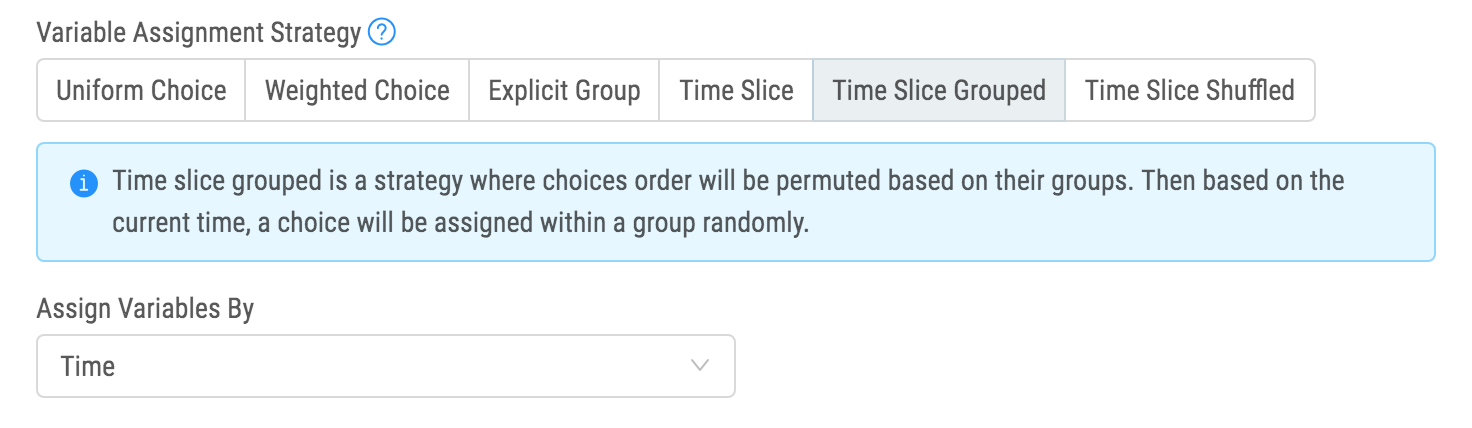 Variable Assignment Strategy ?
Uniform Choice Weighted Choice Explicit Group Time Slice Time Slice Grouped Time Slice Shuffled
i Time slice grouped is a strategy where choices order will be permuted based on their groups. Then based on the
current time, a choice will be assigned within a group randomly.
Assign Variables By
Time